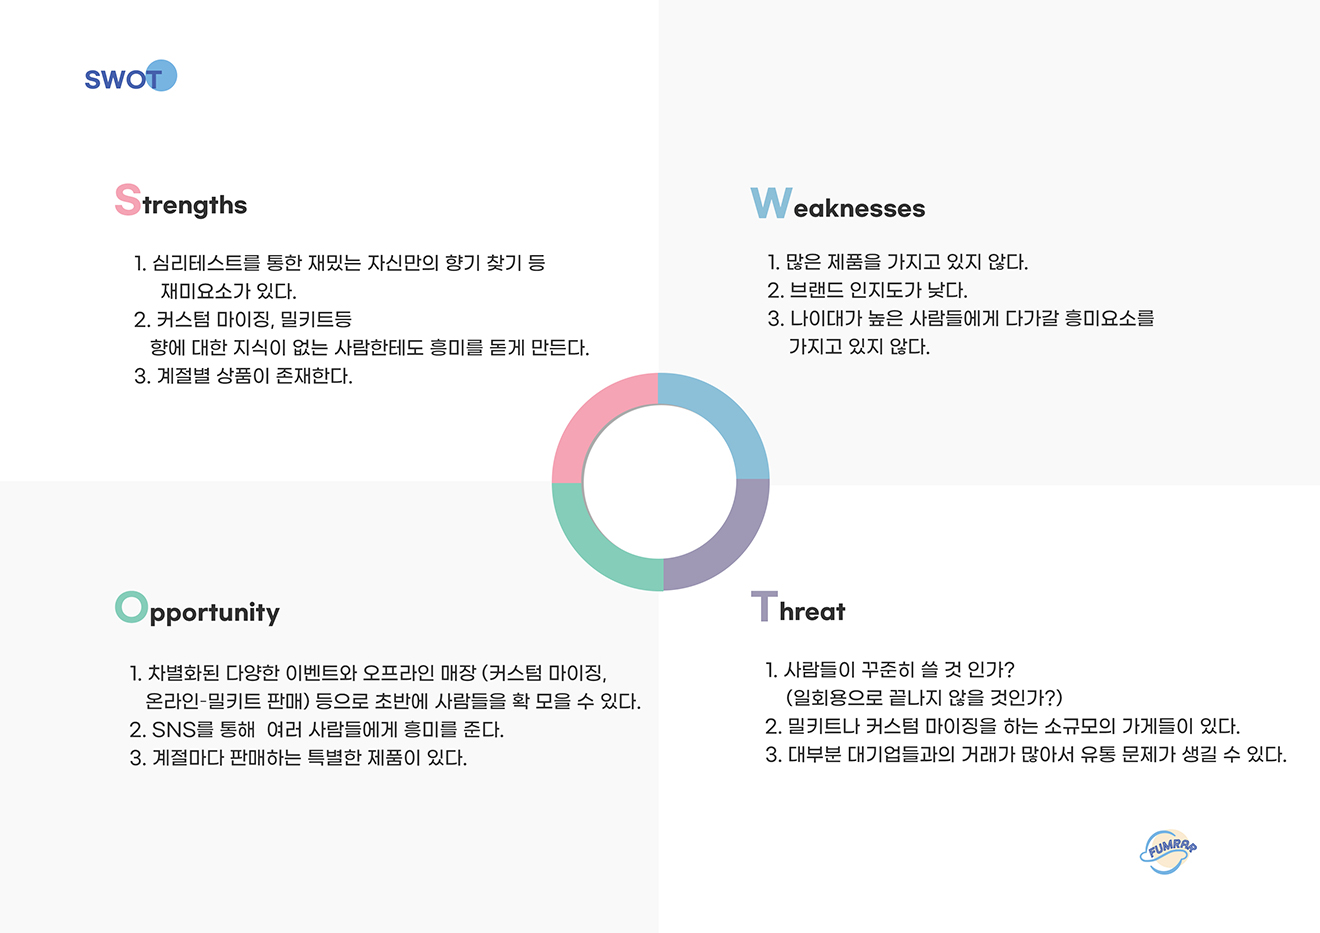 SWOT
Strengths
1. 심리테스트를 통한 재밌는 자신만의 향기 찾기 등
재미요소가 있다.
2. 커스텀 마이징, 밀키트등
향에 대한 지식이 없는 사람한테도 흥미를 돋게 만든다.
3. 계절별 상품이 존재한다.
Weaknesses
1. 많은 제품을 가지고 있지 않다.
2. 브랜드 인지도가 낮다.
3. 나이대가 높은 사람들에게 다가갈 흥미요소를
가지고 있지 않다.
Opportunity
1. 차별화된 다양한 이벤트와 오프라인 매장 (커스텀 마이징,
온라인-밀키트 판매) 등으로 초반에 사람들을 확 모을 수 있다.
2. SNS를 통해 여러 사람들에게 흥미를 준다.
3. 계절마다 판매하는 특별한 제품이 있다.
Threat
1. 사람들이 꾸준히 쓸 것 인가?
(일회용으로 끝나지 않을 것인가?)
2. 밀키트나 커스텀 마이징을 하는 소규모의 가게들이 있다.
3. 대부분 대기업들과의 거래가 많아서 유통 문제가 생길 수 있다.
FUMRAR